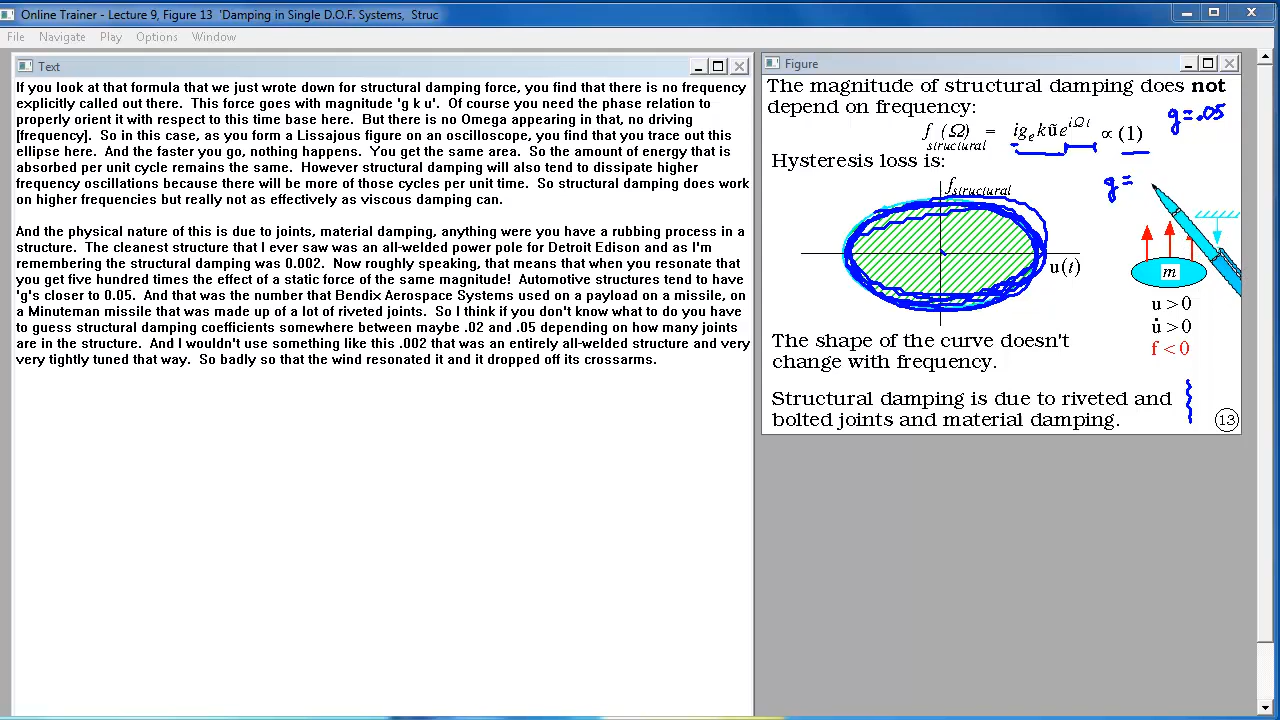 Online Trainer - Lecture 9, Figure 13 'Damping in Single D.O.F. Systems, Struc
File Navigate Play Options Window
Text
If you look at that formula that we just wrote down for structural damping force, you find that there is no frequency
explicitly called out there. This force goes with magnitude 'g k u'. Of course you need the phase relation to
properly orient it with respect to this time base here. But there is no Omega appearing in that, no driving
[frequency]. So in this case, as you form a Lissajous figure on an oscilloscope, you find that you trace out this
ellipse here. And the faster you go, nothing happens. You get the same area. So the amount of energy that is
absorbed per unit cycle remains the same. However structural damping will also tend to dissipate higher
frequency oscillations because there will be more of those cycles per unit time. So structural damping does work
on higher frequencies but really not as effectively as viscous damping can.
And the physical nature of this is due to joints, material damping, anything were you have a rubbing process in a
structure. The cleanest structure that I ever saw was an all-welded power pole for Detroit Edison and as I'm
remembering the structural damping was 0.002. Now roughly speaking, that means that when you resonate that
you get five hundred times the effect of a static force of the same magnitude! Automotive structures tend to have
'g's closer to 0.05. And that was the number that Bendix Aerospace Systems used on a payload on a missile, on
a Minuteman missile that was made up of a lot of riveted joints. So I think if you don't know what to do you have
to guess structural damping coefficients somewhere between maybe .02 and .05 depending on how many joints
are in the structure. And I wouldn't use something like this .002 that was an entirely all-welded structure and very
very tightly tuned that way. So badly so that the wind resonated it and it dropped off its crossarms.
Figure
The magnitude of structural damping does not
depend on frequency:
g = .05
f (Ω) = i gₑ k ũ e^{iΩt} ∝ (1)
structural
Hysteresis loss is:
g =
f structural
u(t)
m
u > 0
u̇ > 0
f < 0
The shape of the curve doesn't
change with frequency.
Structural damping is due to riveted and
bolted joints and material damping.
13